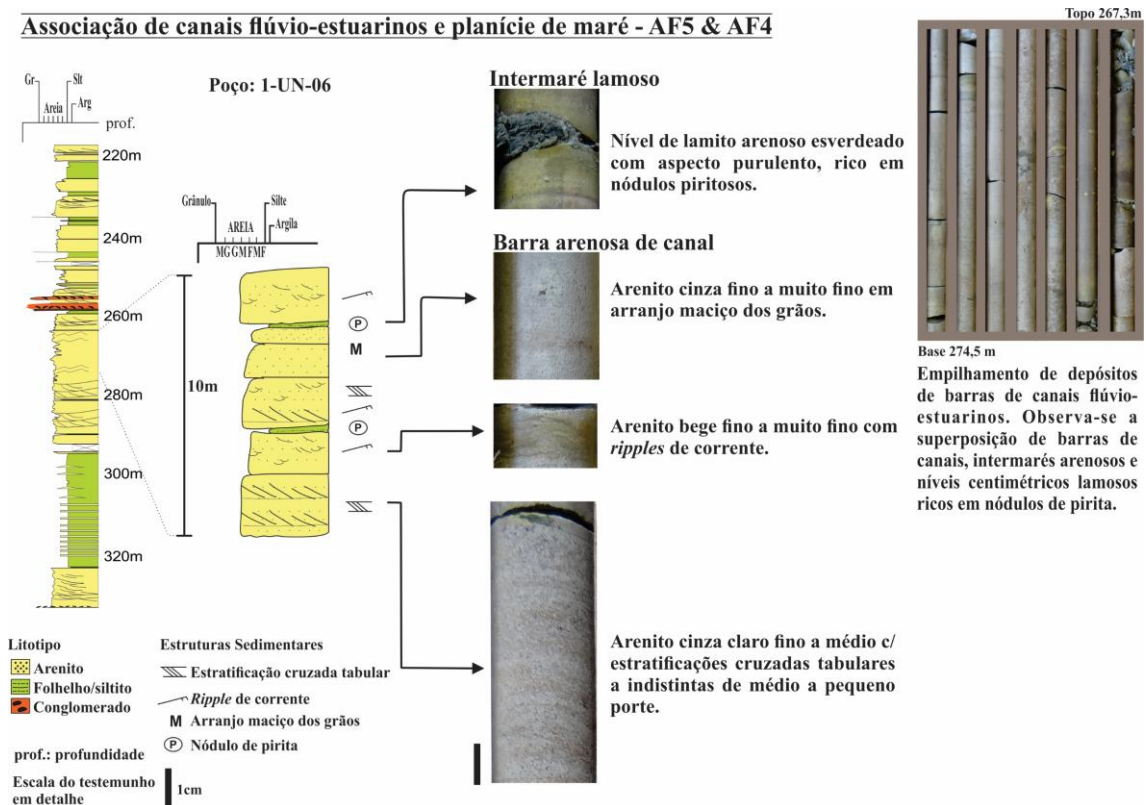 Associação de canais flúvio-estuarinos e planície de maré - AF5 & AF4
Poço: 1-UN-06
Gr
Slt
Areia
Arg
prof.
220m
240m
260m
280m
300m
320m
Grânulo
Silte
AREIA
Argila
MG G M F MF
10m
P
M
P
Intermaré lamoso
Nível de lamito arenoso esverdeado
com aspecto purulento, rico em
nódulos piritosos.
Barra arenosa de canal
Arenito cinza fino a muito fino em
arranjo maciço dos grãos.
Arenito bege fino a muito fino com
ripples de corrente.
Arenito cinza claro fino a médio c/
estratificações cruzadas tabulares
a indistintas de médio a pequeno
porte.
Topo 267,3m
Base 274,5 m
Empilhamento de depósitos
de barras de canais flúvio-
estuarinos. Observa-se a
superposição de barras de
canais, intermarés arenosos e
níveis centimétricos lamosos
ricos em nódulos de pirita.
Litotipo
Arenito
Folhelho/siltito
Conglomerado
prof.: profundidade
Escala do testemunho
em detalhe
1cm
Estruturas Sedimentares
Estratificação cruzada tabular
Ripple de corrente
M Arranjo maciço dos grãos
P Nódulo de pirita